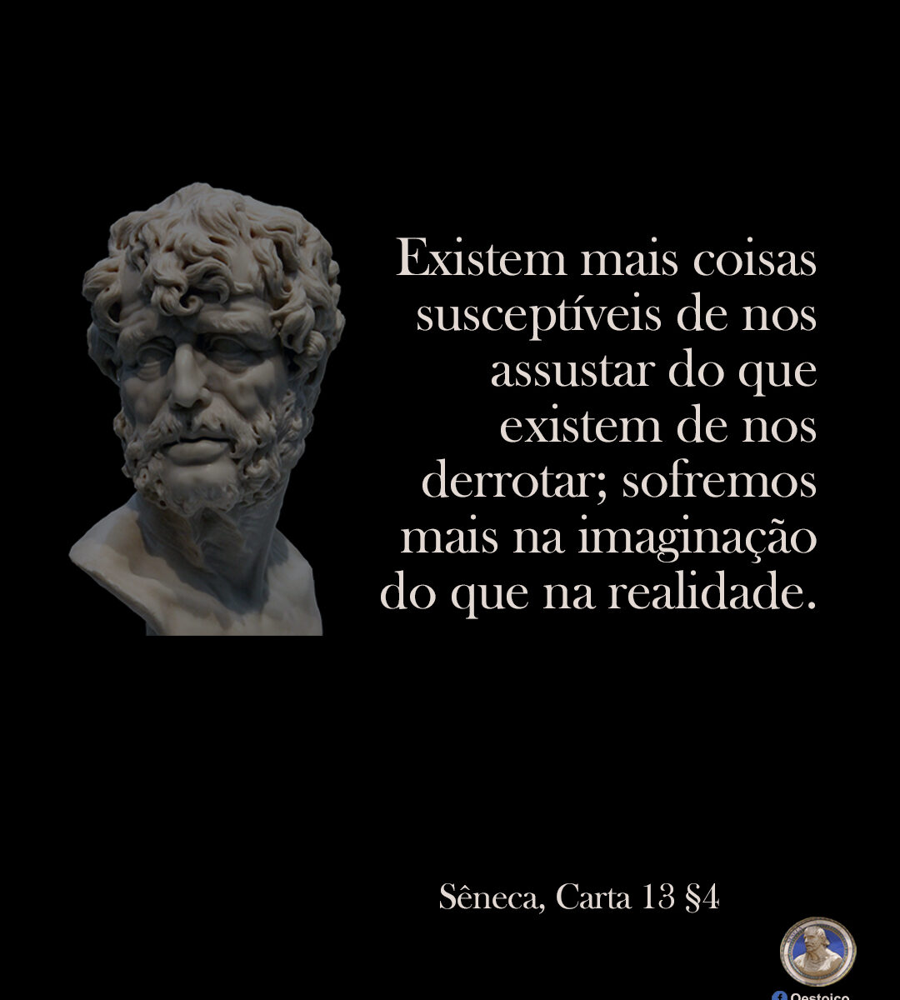 Existem mais coisas
susceptíveis de nos
assustar do que
existem de nos
derrotar; sofremos
mais na imaginação
do que na realidade.
Sêneca, Carta 13 §4
Oestoico